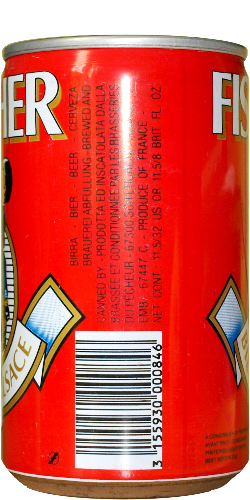 HER
FIS
BIRRA - BIER - BEER - CERVEZA
BRAUEREIABFÜLLUNG - BREWED AND
CANNED BY - PRODOTTA ED INSCATOLATA DALLA
BRASSÉE ET CONDITIONNÉE PAR LES BRASSERIES
DU PÊCHEUR - 67300
EMB. 67447 C - PRODUCE OF FRANCE -
NET CONT 11.5/32 US OR 11.5/8 BRIT FL OZ
SACE
3 155930 000846